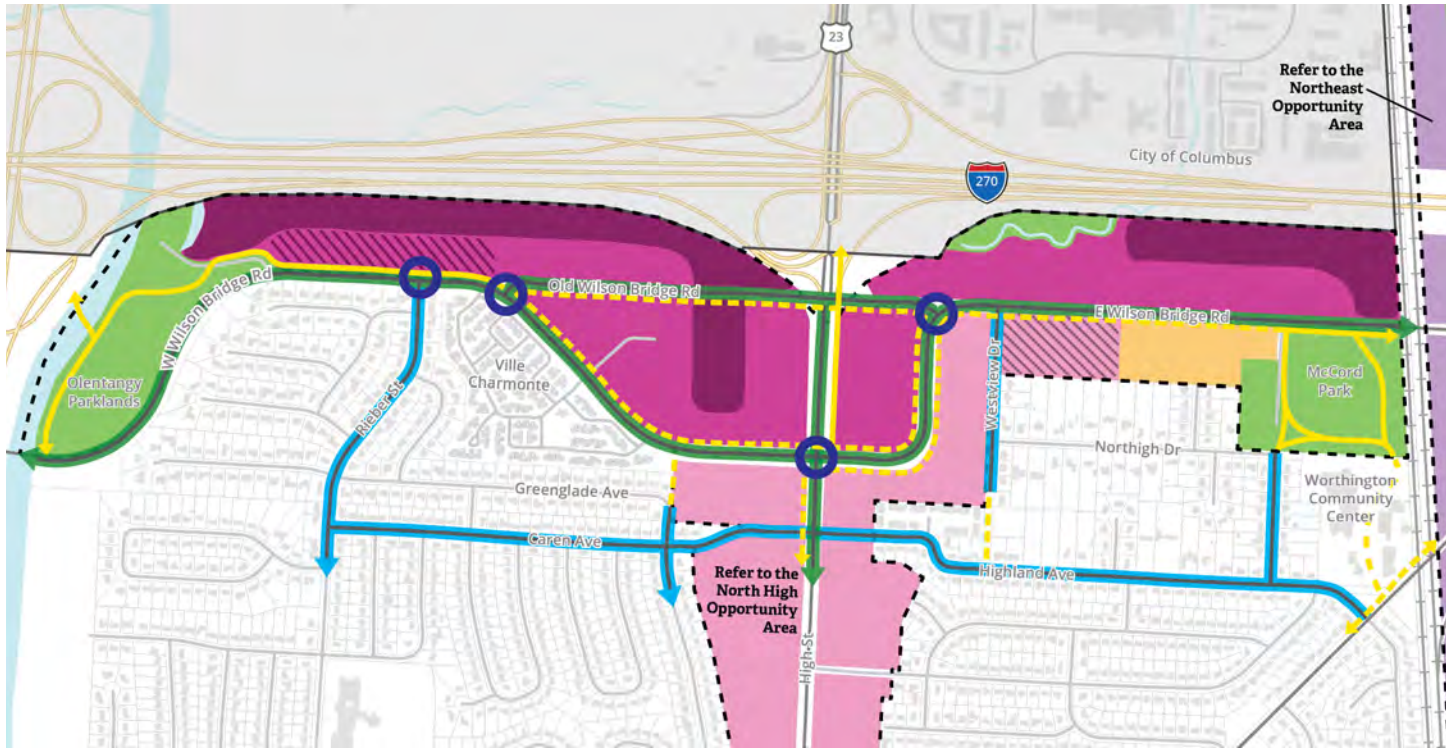 23
Refer to the
Northeast
Opportunity
Area
City of Columbus
270
Old Wilson Bridge Rd
E Wilson Bridge Rd
W Wilson Bridge Rd
Ville
Charmonte
Olentangy
Parklands
Rieber St
Westview Dr
McCord
Park
Northigh Dr
Greenglade Ave
Worthington
Community
Center
Caren Ave
Highland Ave
Refer to the
North High
Opportunity
Area
High St